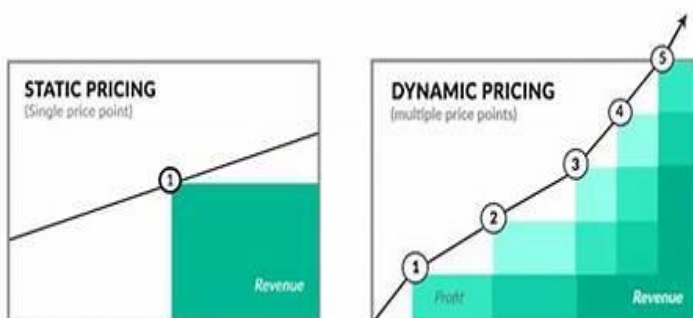 STATIC PRICING
(Single price point)
1
Revenue
DYNAMIC PRICING
(multiple price points)
5
4
3
2
1
Profit
Revenue